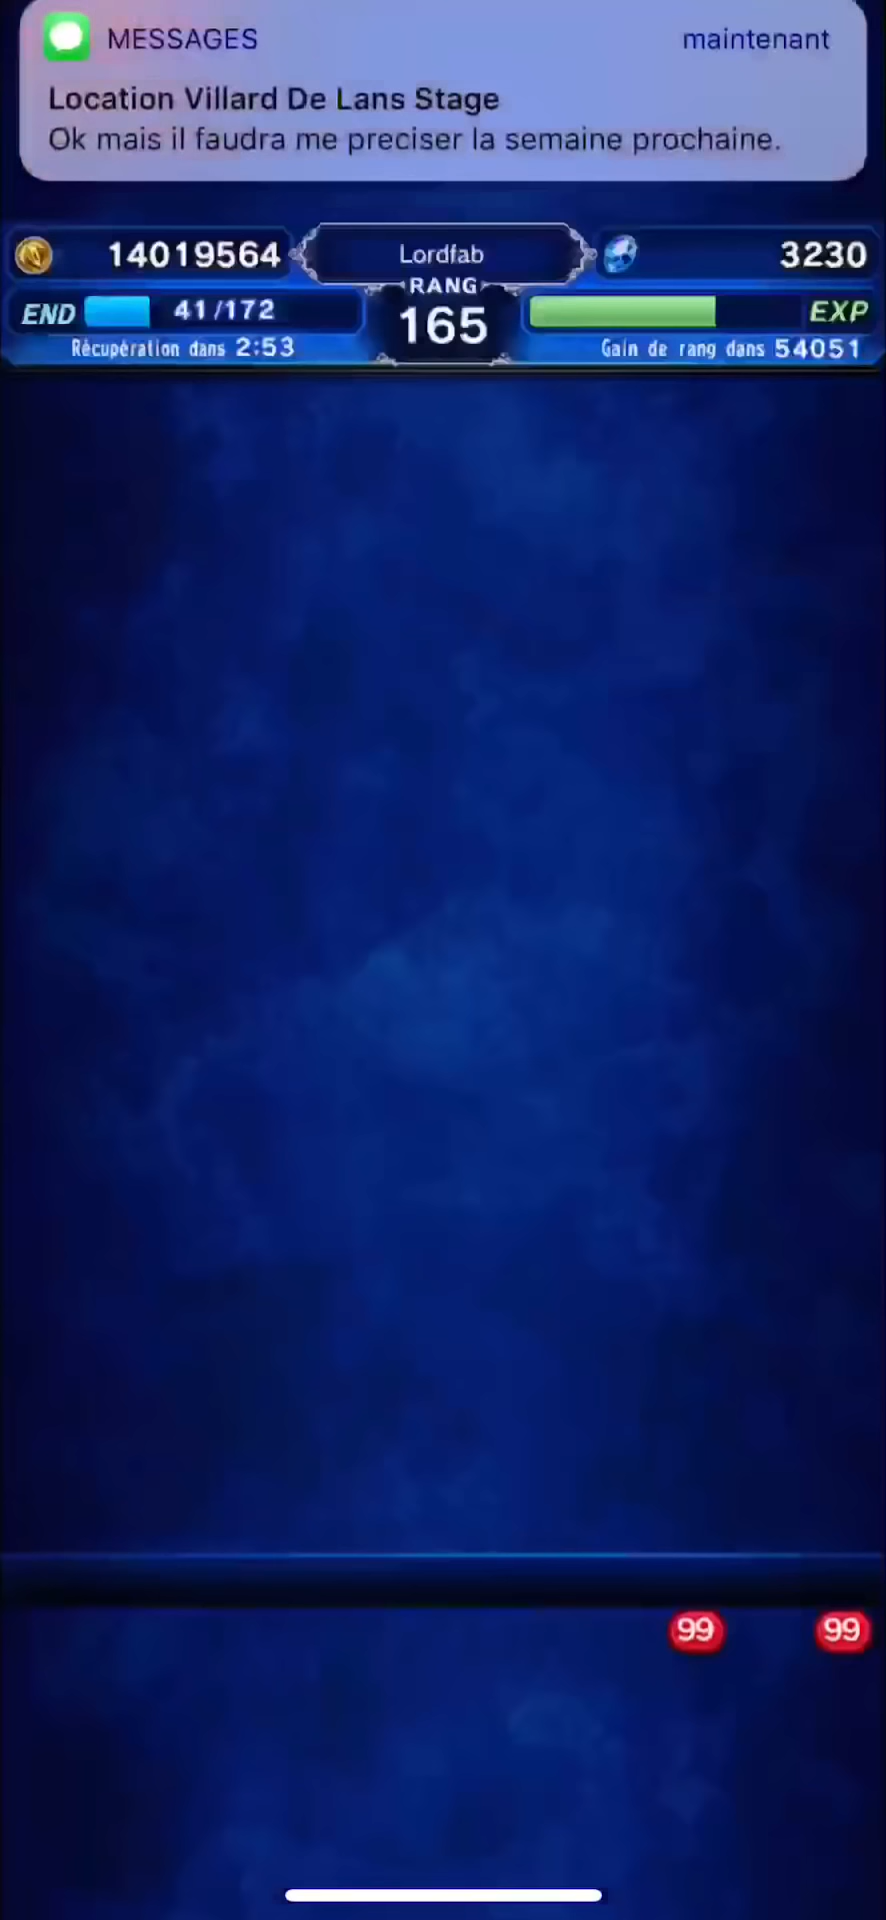 MESSAGES maintenant
Location Villard De Lans Stage
Ok mais il faudra me preciser la semaine prochaine.
14019564 Lordfab 3230
END 41/172 RANG 165 EXP
Récupération dans 2:53 Gain de rang dans 54051
99 99